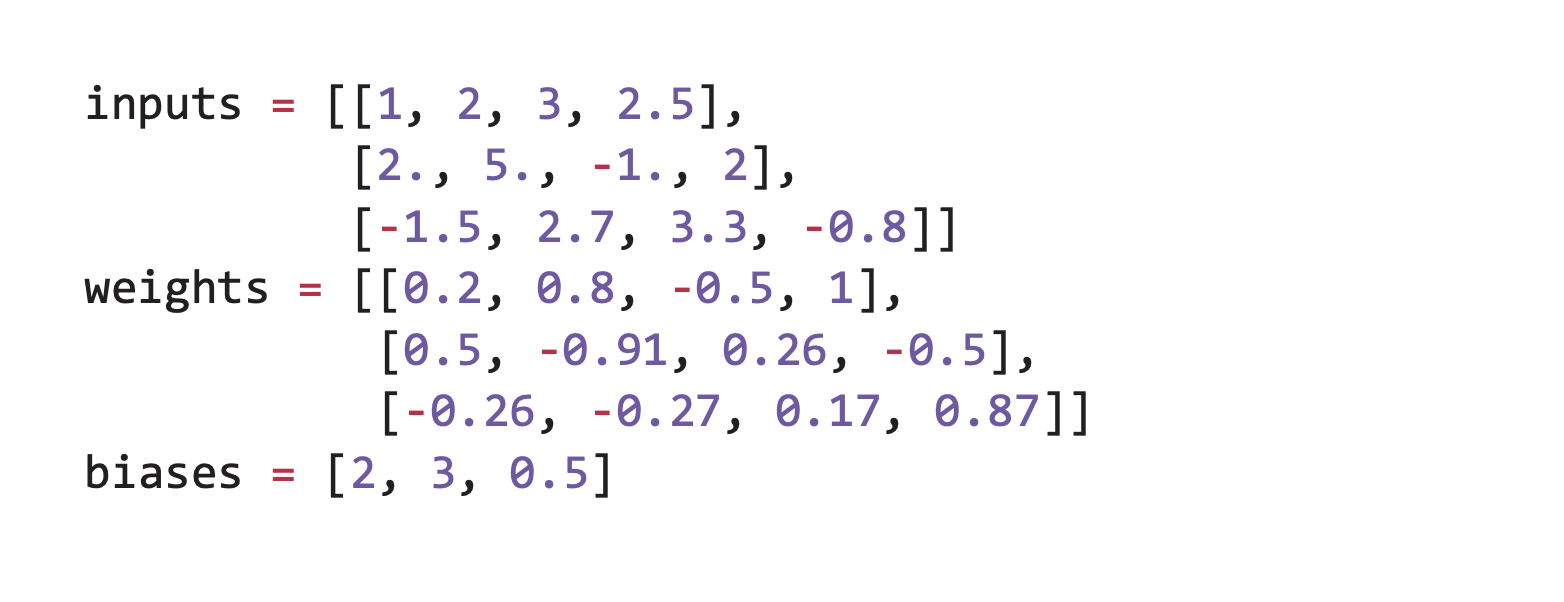 inputs = [[1, 2, 3, 2.5],
[2., 5., -1., 2],
[-1.5, 2.7, 3.3, -0.8]]
weights = [[0.2, 0.8, -0.5, 1],
[0.5, -0.91, 0.26, -0.5],
[-0.26, -0.27, 0.17, 0.87]]
biases = [2, 3, 0.5]